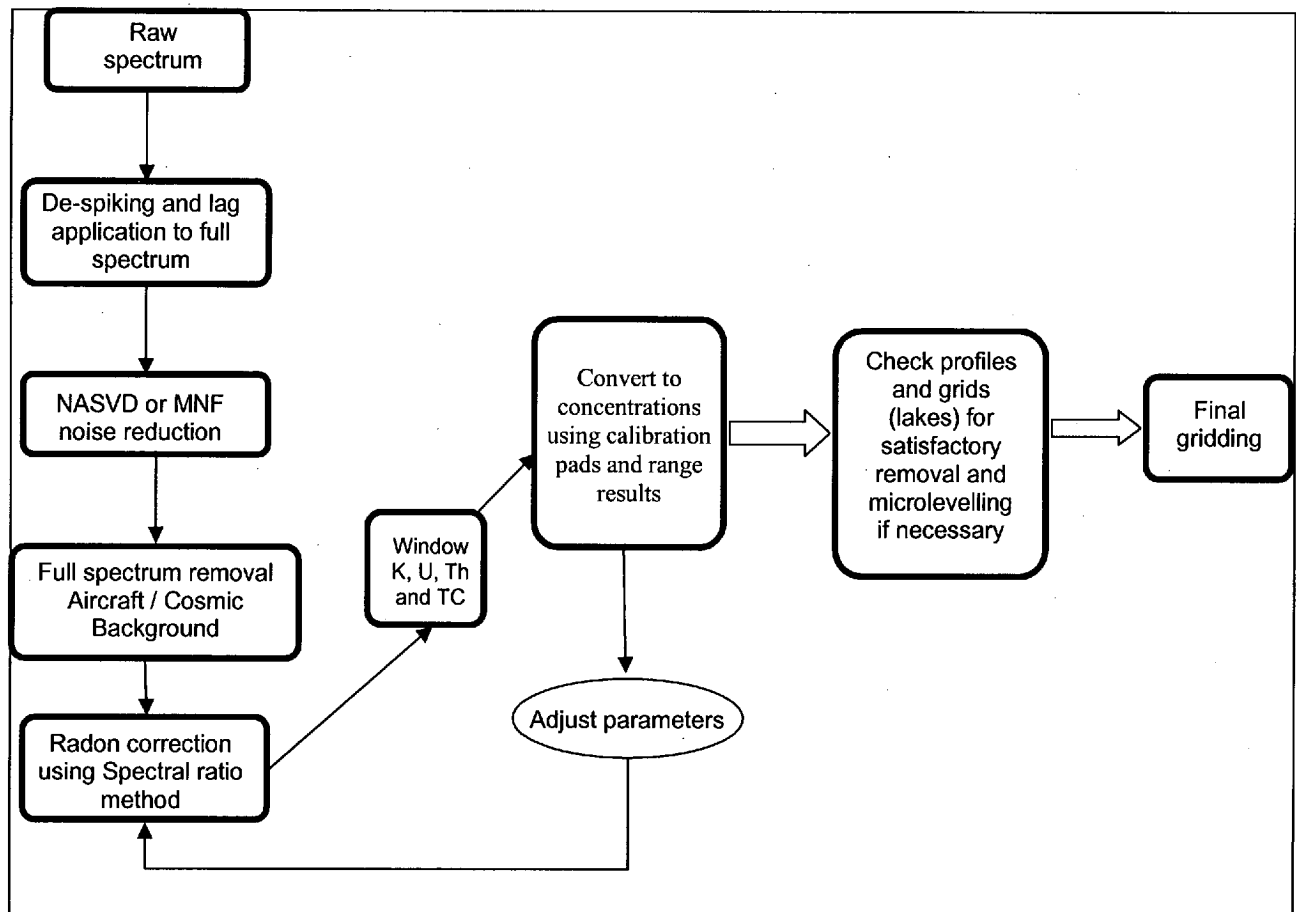 Raw
spectrum
De-spiking and lag
application to full
spectrum
NASVD or MNF
noise reduction
Full spectrum removal
Aircraft / Cosmic
Background
Radon correction
using Spectral ratio
method
Window
K, U, Th
and TC
Convert to
concentrations
using calibration
pads and range
results
Adjust parameters
Check profiles
and grids
(lakes) for
satisfactory
removal and
microlevelling
if necessary
Final
gridding